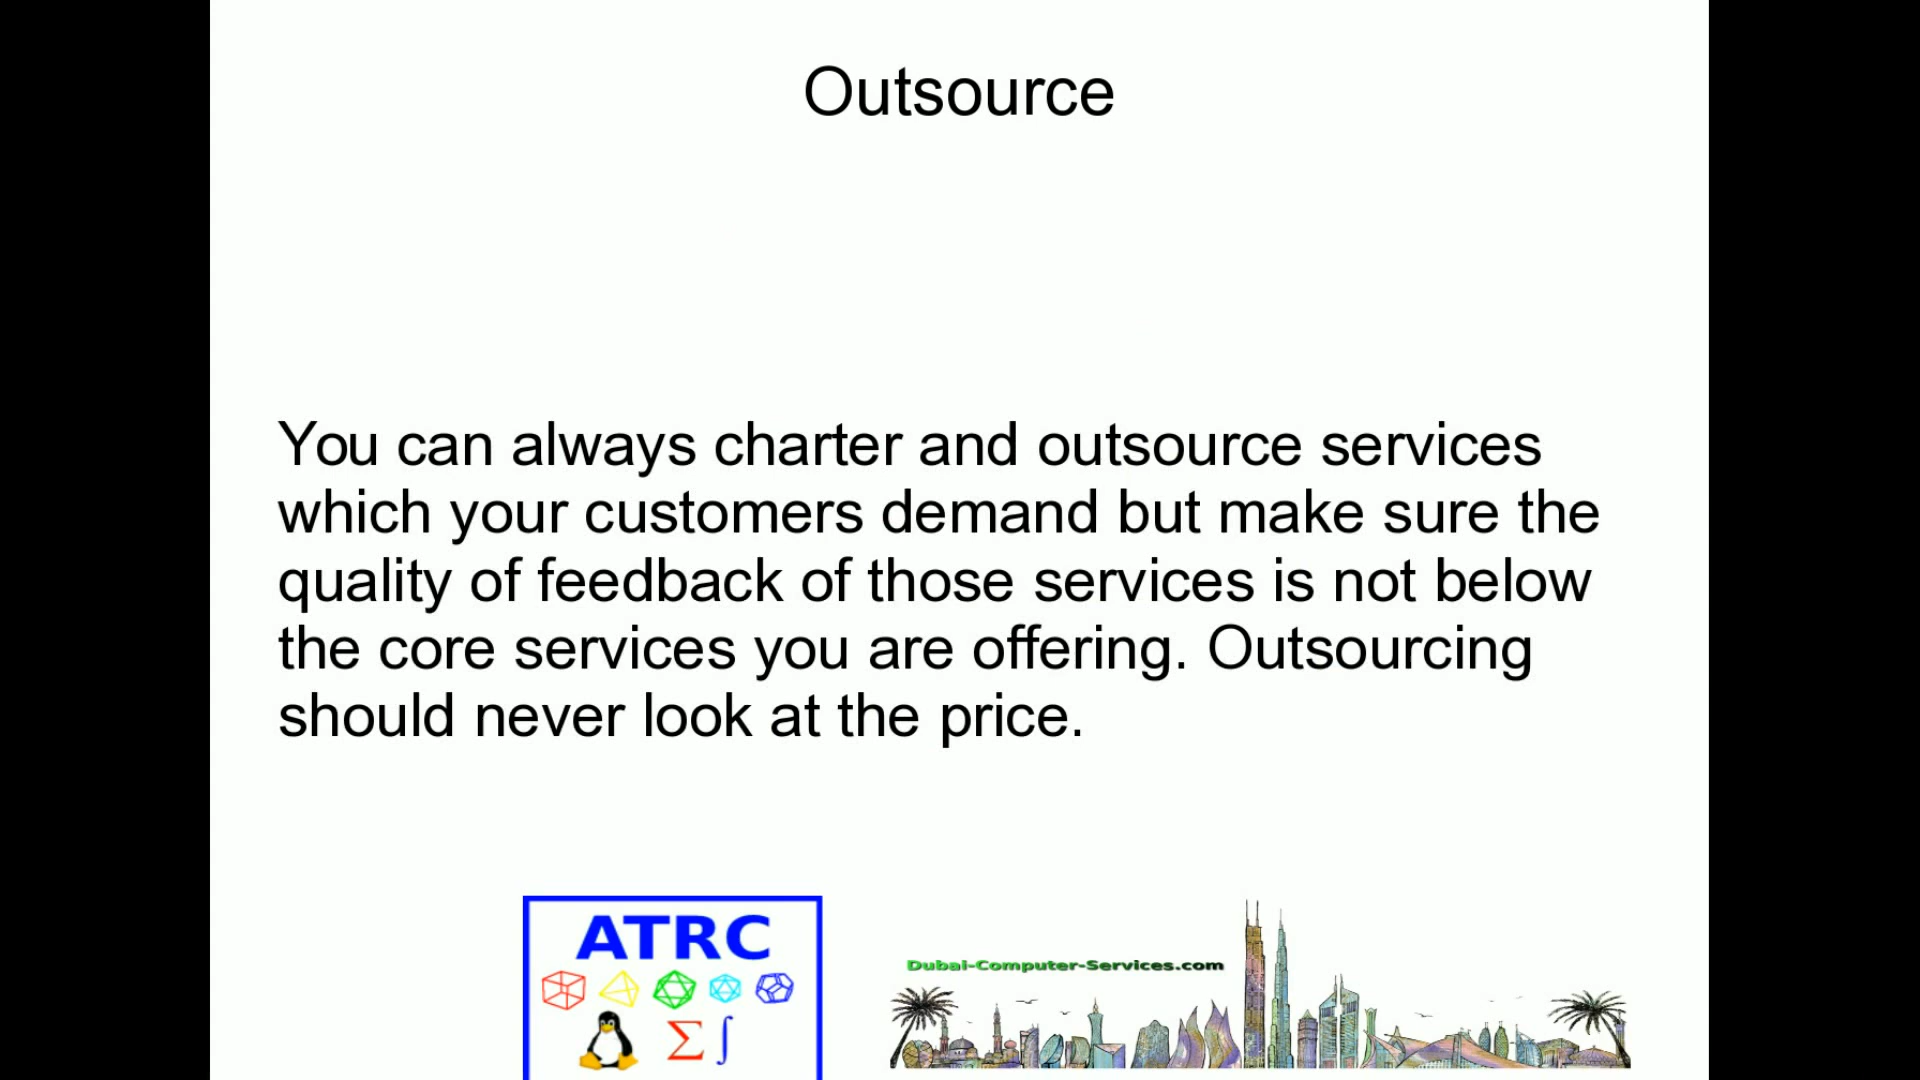 Outsource
You can always charter and outsource services
which your customers demand but make sure the
quality of feedback of those services is not below
the core services you are offering. Outsourcing
should never look at the price.
ATRC
Dubai-Computer-Services.com
Σ ∫